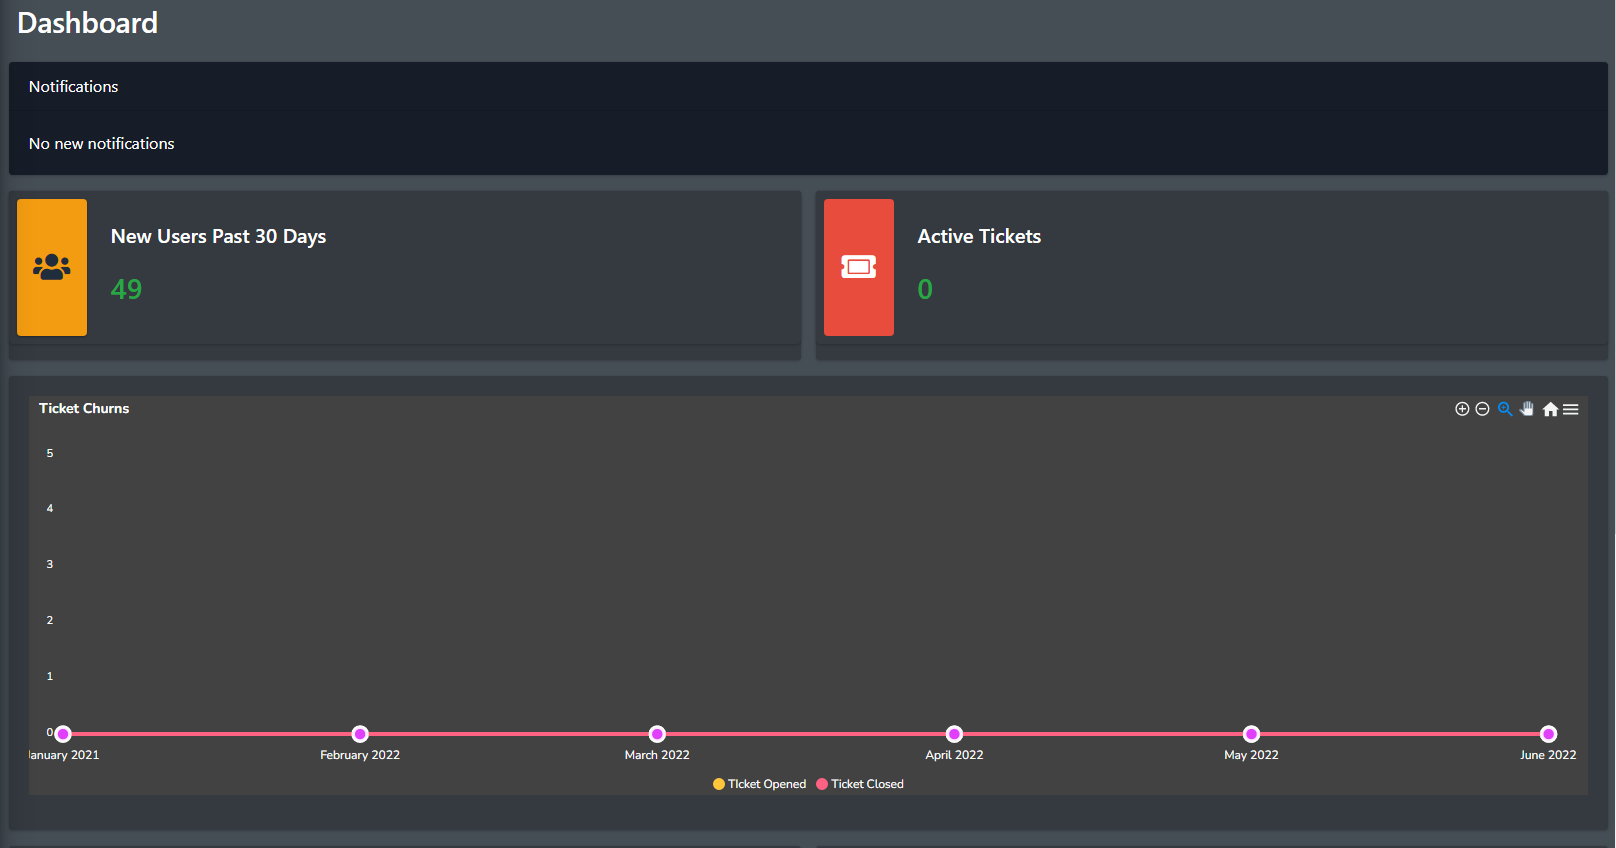 Dashboard
Notifications
No new notifications
New Users Past 30 Days
49
Active Tickets
0
Ticket Churns
5
4
3
2
1
0
anuary 2021 February 2022 March 2022 April 2022 May 2022 June 2022
TIcket Opened Ticket Closed